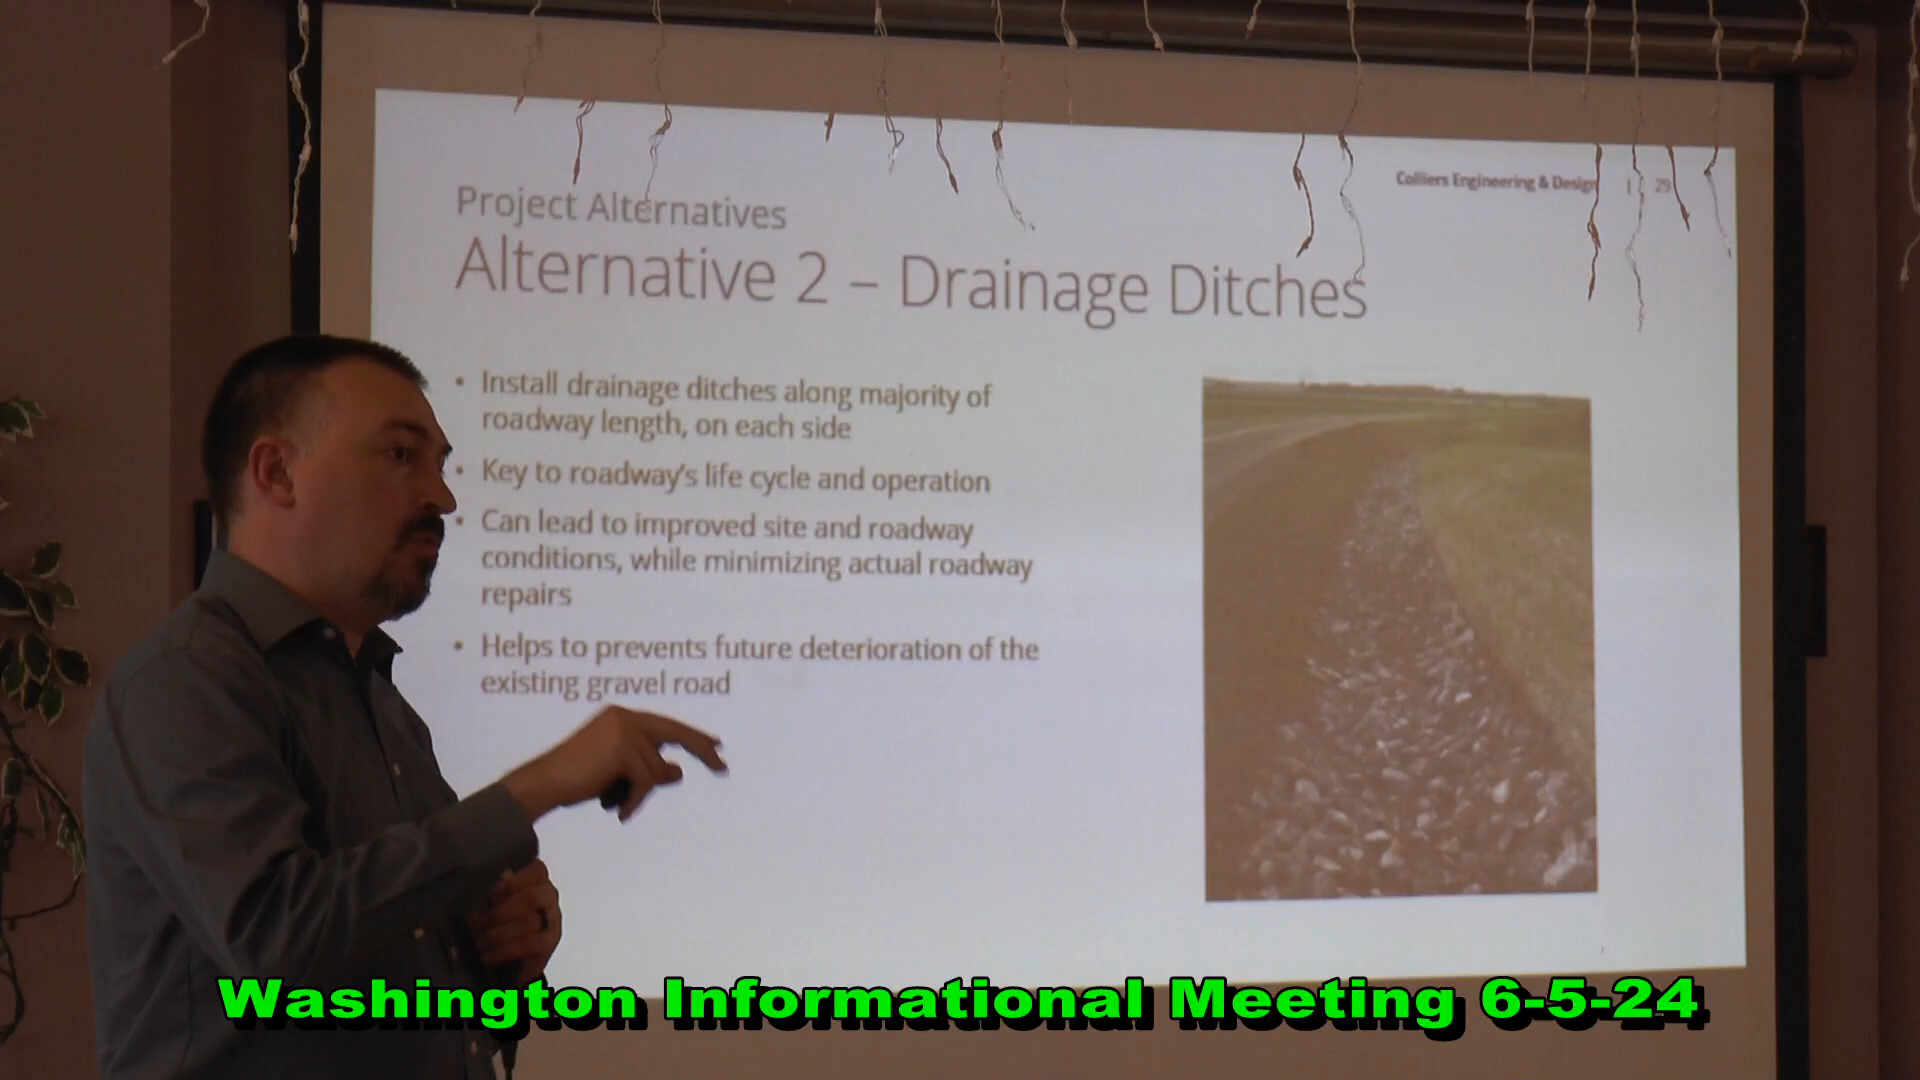 Colliers Engineering & Design | 29
Project Alternatives
Alternative 2 – Drainage Ditches
• Install drainage ditches along majority of
roadway length, on each side
• Key to roadway's life cycle and operation
• Can lead to improved site and roadway
conditions, while minimizing actual roadway
repairs
• Helps to prevents future deterioration of the
existing gravel road
Washington Informational Meeting 6-5-24